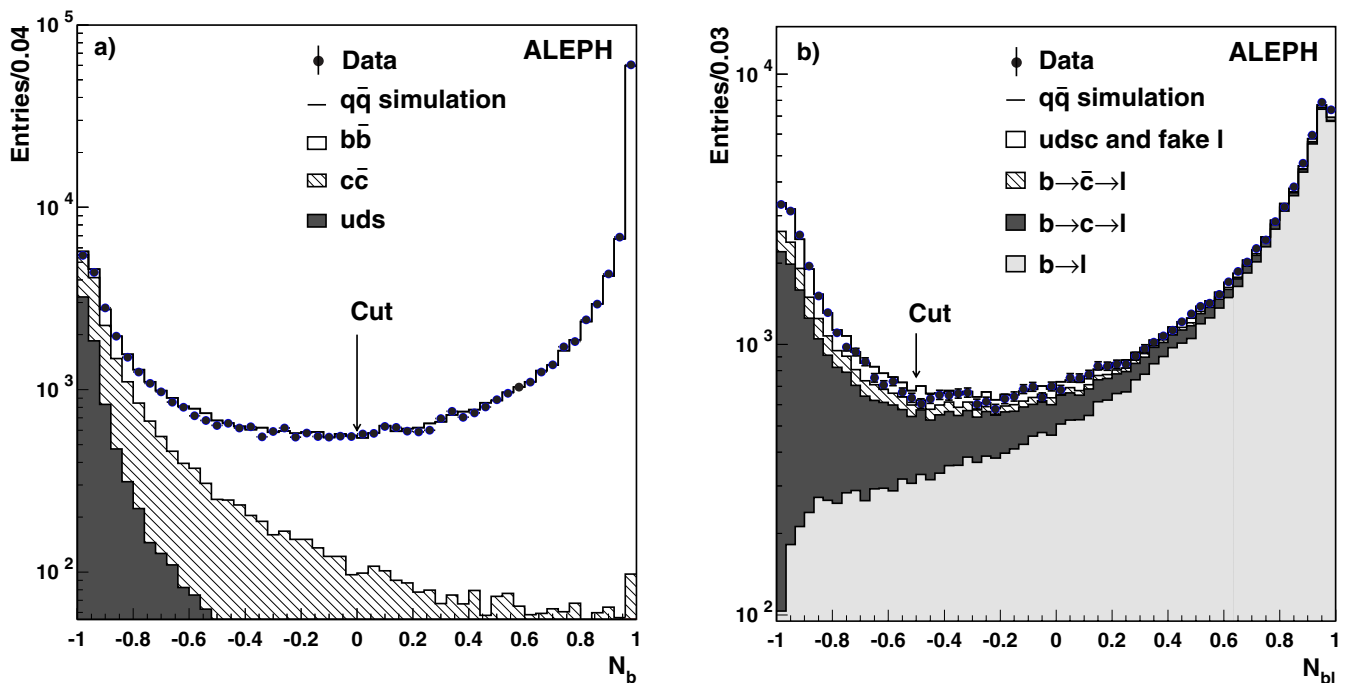 a)
ALEPH
Entries/0.04
10^5
10^4
10^3
10^2
Data
qq̄ simulation
bb̄
cc̄
uds
Cut
-1 -0.8 -0.6 -0.4 -0.2 0 0.2 0.4 0.6 0.8 1
N_b
b)
ALEPH
Entries/0.03
10^4
10^3
10^2
Data
qq̄ simulation
udsc and fake l
b→c̄→l
b→c→l
b→l
Cut
-1 -0.8 -0.6 -0.4 -0.2 0 0.2 0.4 0.6 0.8 1
N_bl